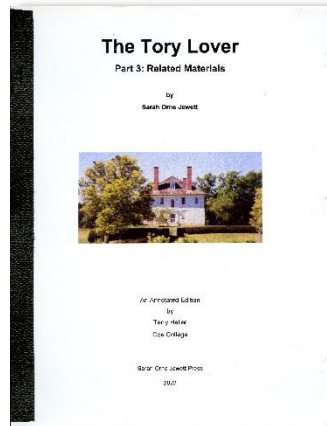 The Tory Lover
Part 3: Related Materials
by
Sarah Orne Jewett
An Annotated Edition
by
Terry Heller
Coe College
Sarah Orne Jewett Press